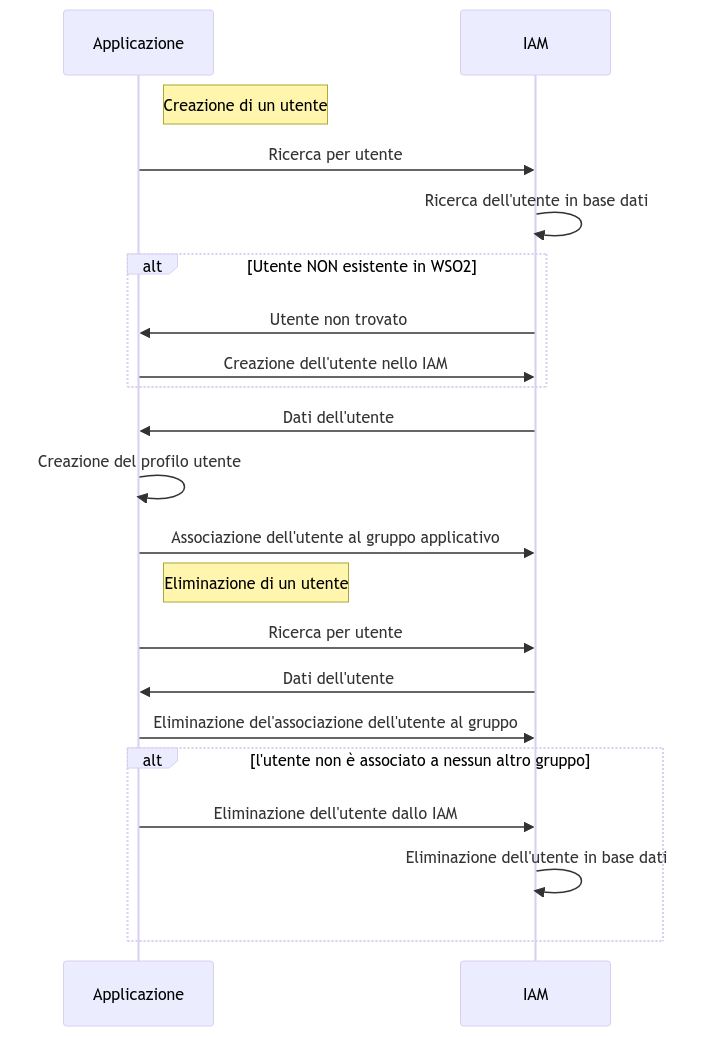 Applicazione
IAM
Creazione di un utente
Ricerca per utente
Ricerca dell'utente in base dati
alt
[Utente NON esistente in WSO2]
Utente non trovato
Creazione dell'utente nello IAM
Dati dell'utente
Creazione del profilo utente
Associazione dell'utente al gruppo applicativo
Eliminazione di un utente
Ricerca per utente
Dati dell'utente
Eliminazione del'associazione dell'utente al gruppo
alt
[l'utente non è associato a nessun altro gruppo]
Eliminazione dell'utente dallo IAM
Eliminazione dell'utente in base dati
Applicazione
IAM